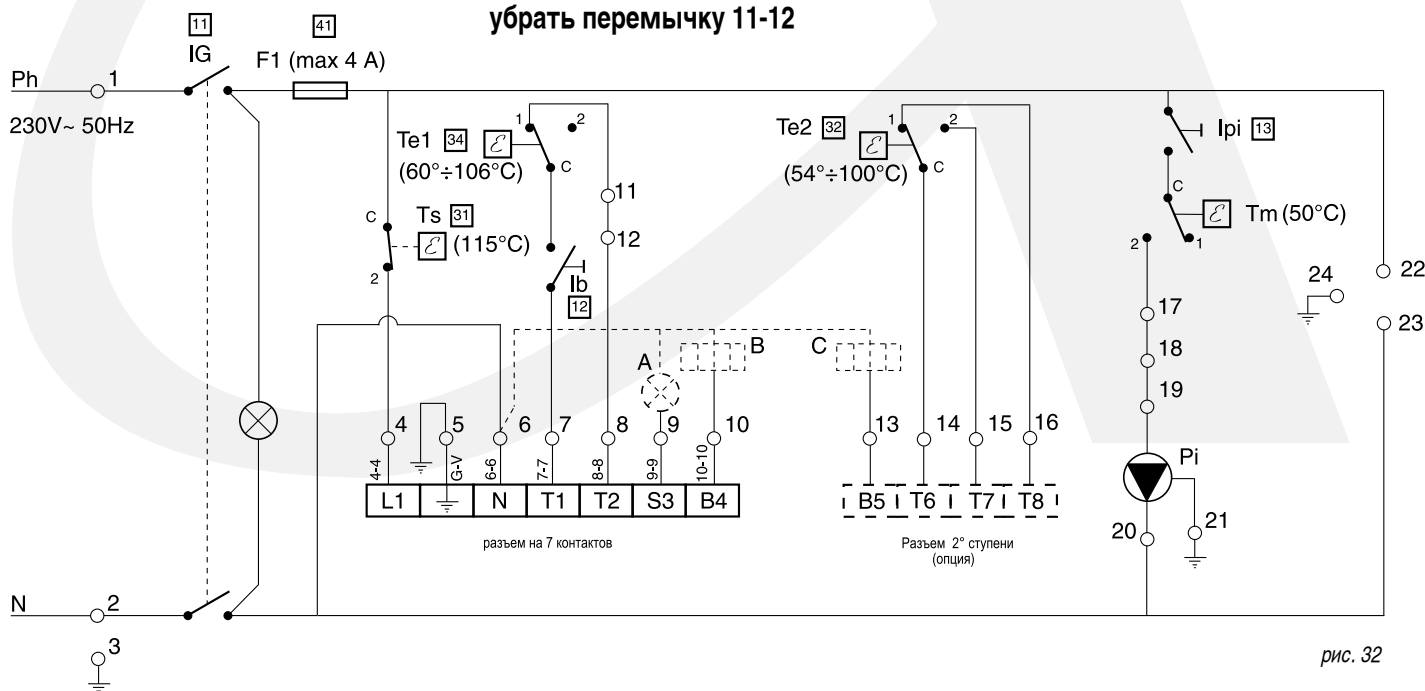 убрать перемычку 11-12
11
41
IG
F1 (max 4 A)
Ph
1
230V~ 50Hz
Te1 34
(60°÷106°C)
1
2
C
11
12
Te2 32
(54°÷100°C)
1
2
C
Ipi 13
C
Tm (50°C)
2
1
C
Ts 31
(115°C)
2
Ib
12
24
22
23
17
18
19
A
B
C
4
5
6
7
8
9
10
13
14
15
16
4-4
G-V
6-6
7-7
8-8
9-9
10-10
Pi
L1
N
T1
T2
S3
B4
B5
T6
T7
T8
20
21
разъем на 7 контактов
Разъем 2° ступени
(опция)
N
2
3
рис. 32